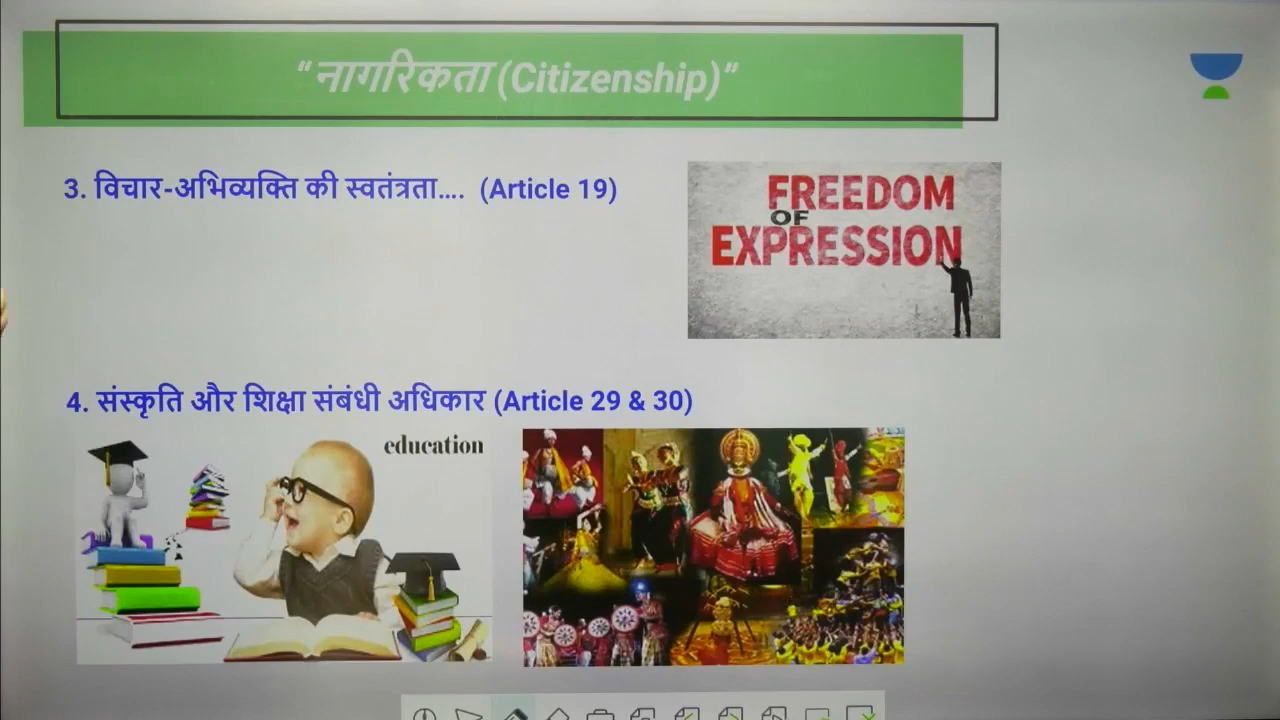 “नागरिकता (Citizenship)”
3. विचार-अभिव्यक्ति की स्वतंत्रता.... (Article 19)
FREEDOM
OF
EXPRESSION
4. संस्कृति और शिक्षा संबंधी अधिकार (Article 29 & 30)
education